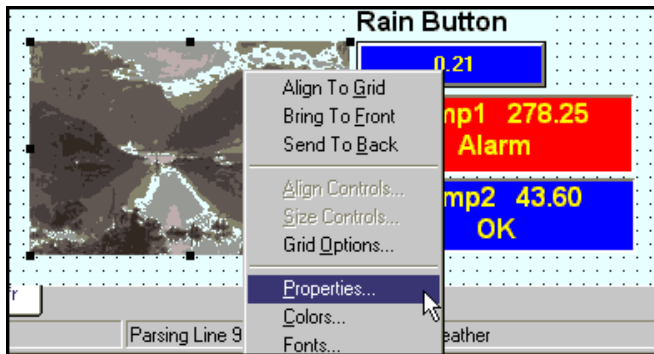 Rain Button
0.21
Align To Grid
Bring To Front
Send To Back
mp1 278.25
Alarm
Align Controls...
Size Controls...
Grid Options...
mp2 43.60
OK
Properties...
Colors...
Fonts...
r
Parsing Line 9
eather